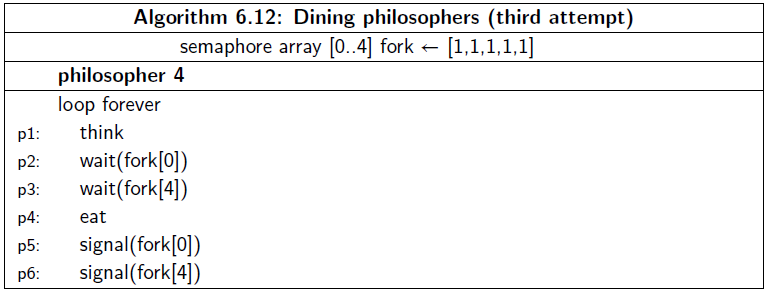 Algorithm 6.12: Dining philosophers (third attempt)
semaphore array [0..4] fork ← [1,1,1,1,1]
philosopher 4
loop forever
p1: think
p2: wait(fork[0])
p3: wait(fork[4])
p4: eat
p5: signal(fork[0])
p6: signal(fork[4])